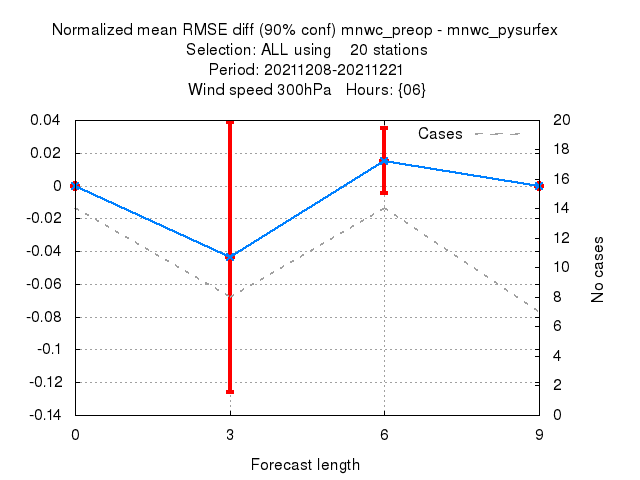 Normalized mean RMSE diff (90% conf) mnwc_preop - mnwc_pysurfex
Selection: ALL using 20 stations
Period: 20211208-20211221
Wind speed 300hPa Hours: {06}
Cases
0.04
0.02
0
-0.02
-0.04
-0.06
-0.08
-0.1
-0.12
-0.14
20
18
16
14
12
10
8
6
4
2
0
No cases
0 3 6 9
Forecast length